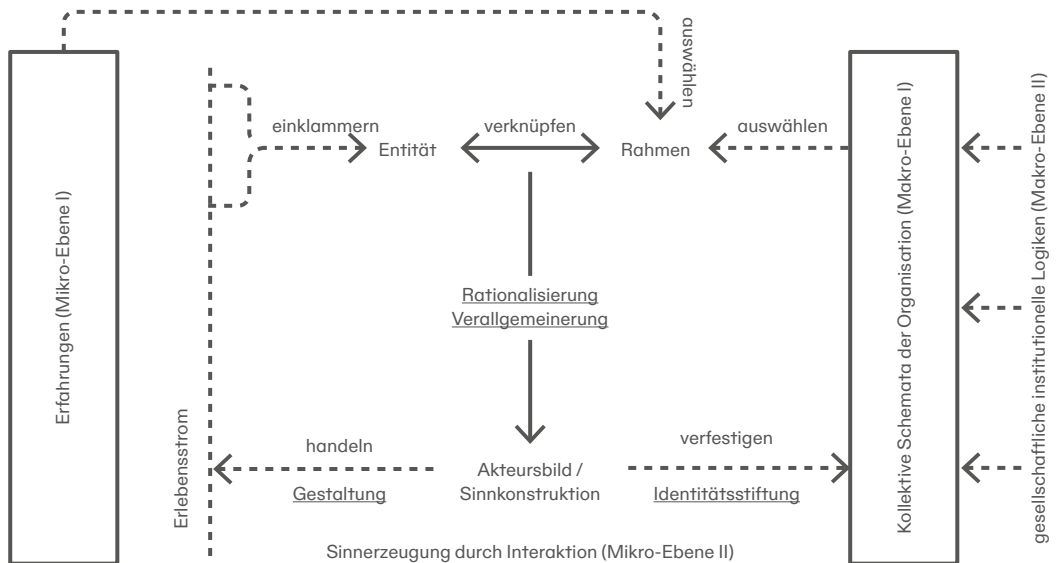 auswählen
einklammern
verknüpfen
auswählen
Entität
Rahmen
Erfahrungen (Mikro-Ebene I)
Kollektive Schemata der Organisation (Makro-Ebene I)
gesellschaftliche institutionelle Logiken (Makro-Ebene II)
Rationalisierung
Verallgemeinerung
Erlebensstrom
handeln
verfestigen
Akteursbild /
Sinnkonstruktion
Gestaltung
Identitätsstiftung
Sinnerzeugung durch Interaktion (Mikro-Ebene II)